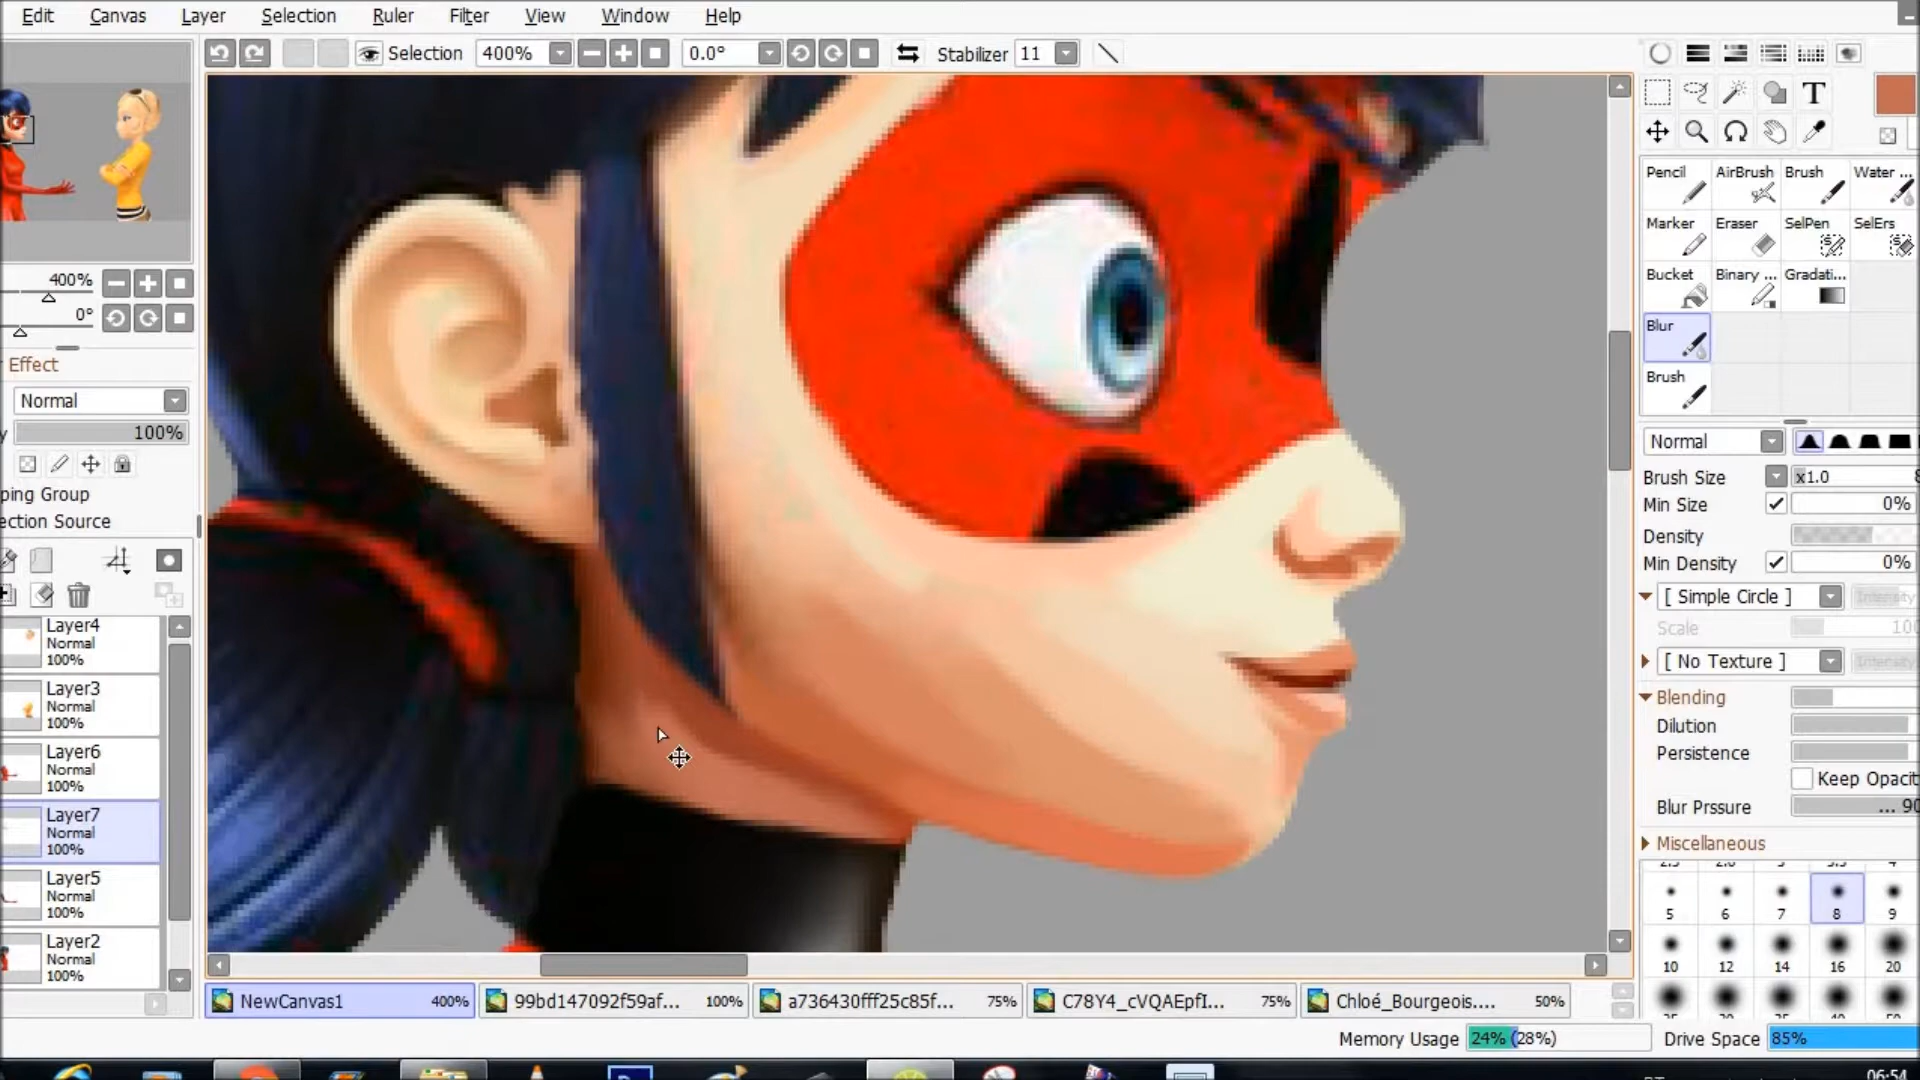 Edit Canvas Layer Selection Ruler Filter View Window Help
Selection 400% 0.0° Stabilizer 11
T
Pencil AirBrush Brush Water ...
Marker Eraser SelPen SelErs
Bucket Binary ... Gradati...
Blur
Brush
400%
0°
Effect
Normal
100%
ping Group
ection Source
Layer4
Normal
100%
Layer3
Normal
100%
Layer6
Normal
100%
Layer7
Normal
100%
Layer5
Normal
100%
Layer2
Normal
100%
Normal
Brush Size x1.0
Min Size 0%
Density
Min Density 0%
[ Simple Circle ]
Scale 100
[ No Texture ]
Blending
Dilution
Persistence
Keep Opacit
Blur Prssure ... 90
Miscellaneous
5 6 7 8 9
10 12 14 16 20
NewCanvas1 400% 99bd147092f59af... 100% a736430fff25c85f... 75% C78Y4_cVQAEpfI... 75% Chloé_Bourgeois.... 50%
Memory Usage 24% (28%) Drive Space 85%
06:54